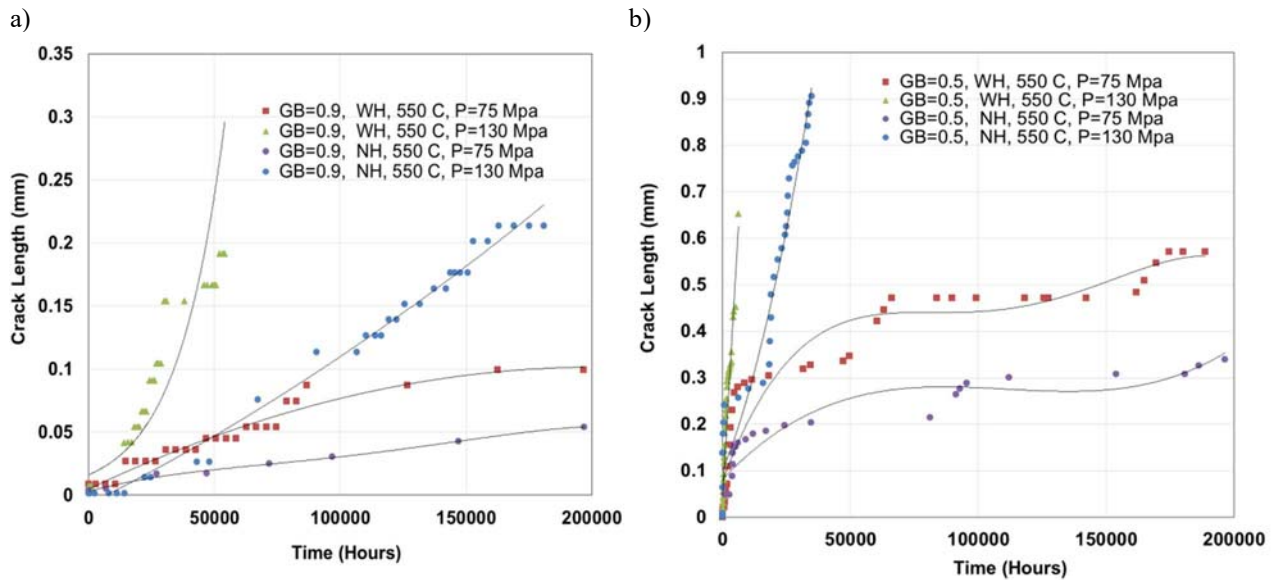 a)
0.35
0.3
0.25
0.2
0.15
0.1
0.05
0
Crack Length (mm)
GB=0.9, WH, 550 C, P=75 Mpa
GB=0.9, WH, 550 C, P=130 Mpa
GB=0.9, NH, 550 C, P=75 Mpa
GB=0.9, NH, 550 C, P=130 Mpa
0 50000 100000 150000 200000
Time (Hours)
b)
1
0.9
0.8
0.7
0.6
0.5
0.4
0.3
0.2
0.1
0
Crack Length (mm)
GB=0.5, WH, 550 C, P=75 Mpa
GB=0.5, WH, 550 C, P=130 Mpa
GB=0.5, NH, 550 C, P=75 Mpa
GB=0.5, NH, 550 C, P=130 Mpa
0 50000 100000 150000 200000
Time (Hours)